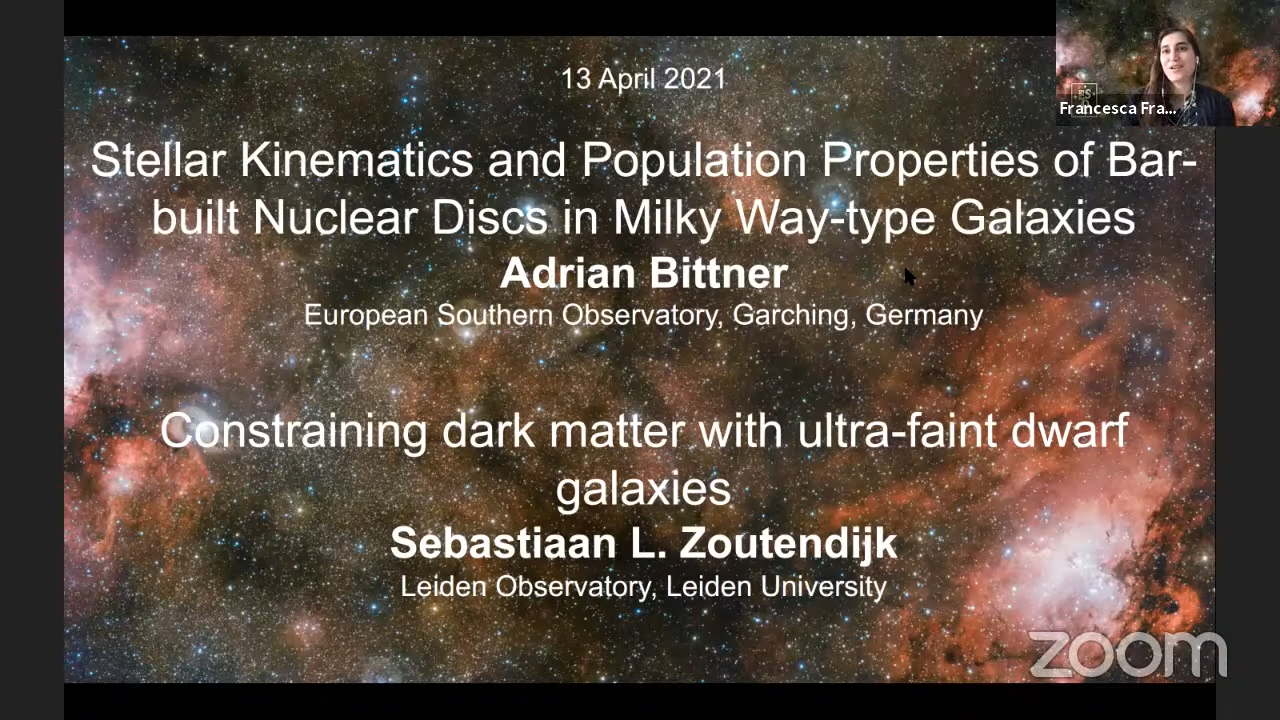 13 April 2021
Francesca Fra...
Stellar Kinematics and Population Properties of Bar-
built Nuclear Discs in Milky Way-type Galaxies
Adrian Bittner
European Southern Observatory, Garching, Germany
Constraining dark matter with ultra-faint dwarf
galaxies
Sebastiaan L. Zoutendijk
Leiden Observatory, Leiden University
zoom